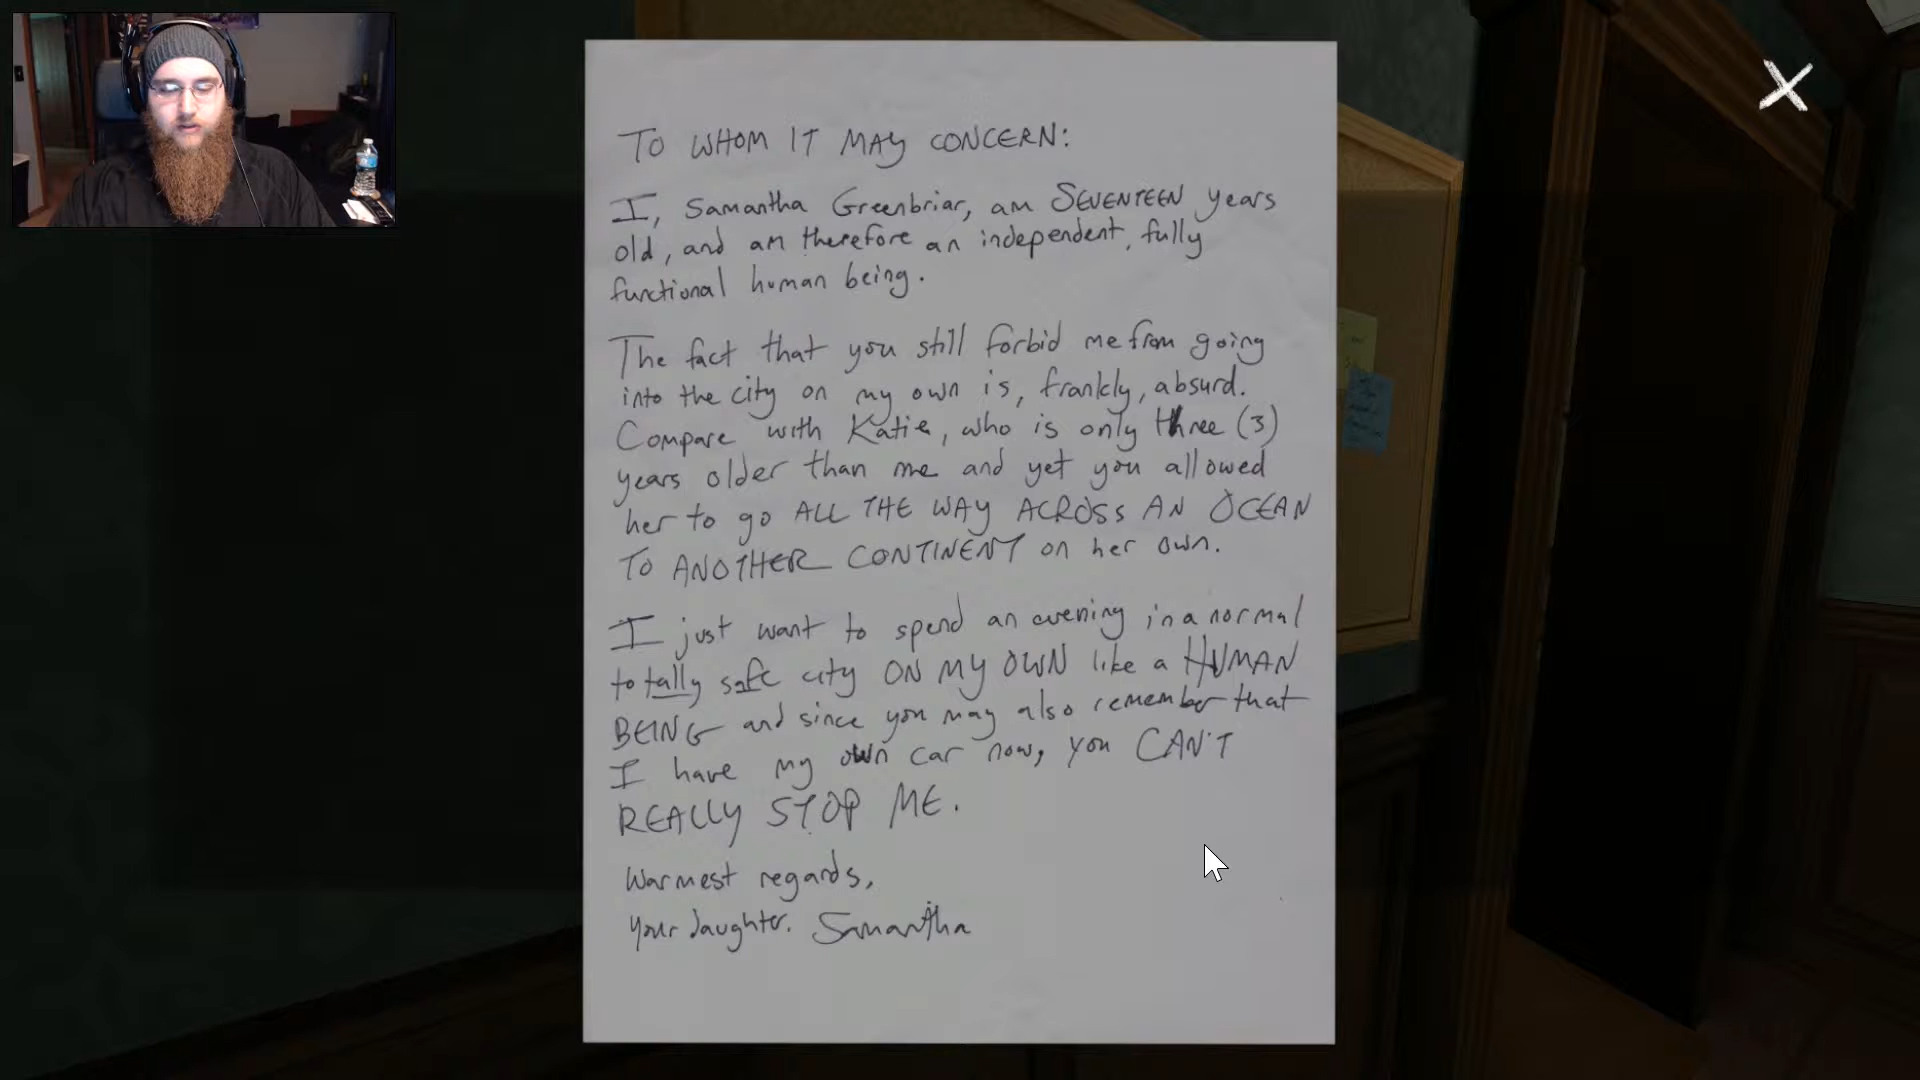 TO WHOM IT MAY CONCERN:
I, Samantha Greenbriar, am SEVENTEEN years
old, and am therefore an independent, fully
functional human being.
The fact that you still forbid me from going
into the city on my own is, frankly, absurd.
Compare with Katie, who is only three (3)
years older than me and yet you allowed
her to go ALL THE WAY ACROSS AN OCEAN
TO ANOTHER CONTINENT on her own.
I just want to spend an evening in a normal
totally safe city ON MY OWN like a HUMAN
BEING and since you may also remember that
I have my own car now, you CAN'T
REALLY STOP ME.
Warmest regards,
Your daughter. Samantha